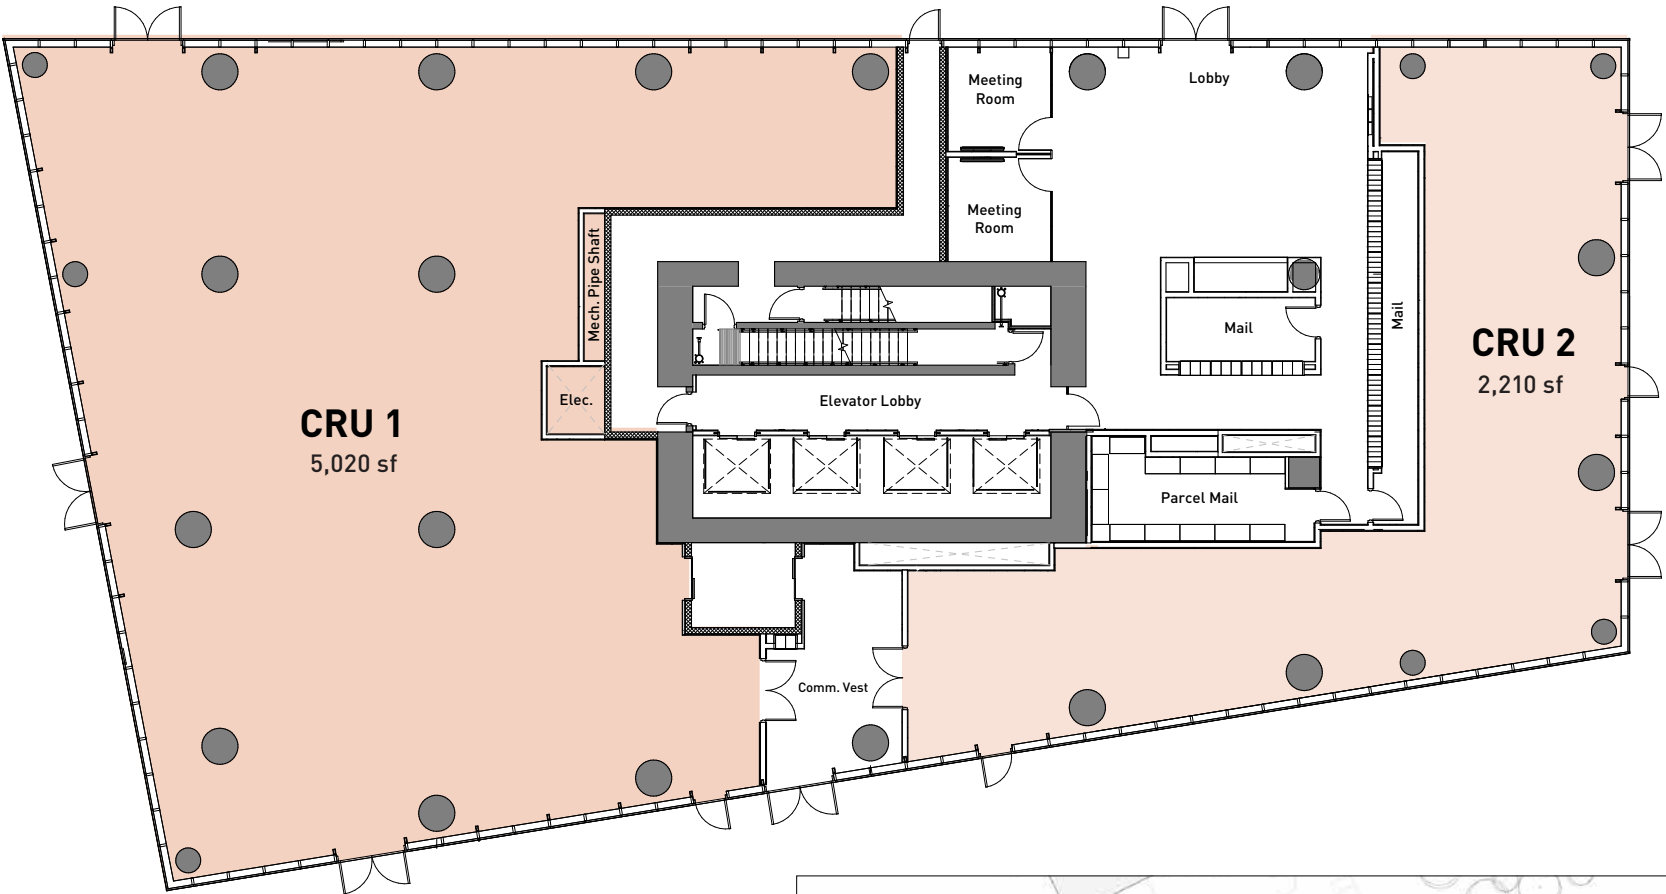 Meeting
Room
Lobby
Meeting
Room
Mech. Pipe Shaft
Mail
Mail
CRU 2
2,210 sf
Elec.
Elevator Lobby
CRU 1
5,020 sf
Parcel Mail
Comm. Vest